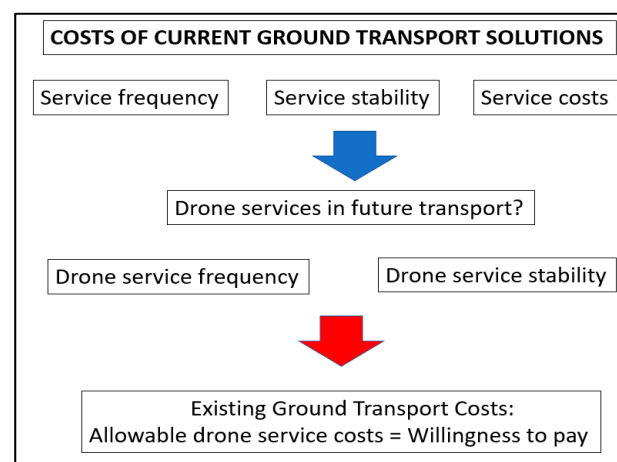 COSTS OF CURRENT GROUND TRANSPORT SOLUTIONS
Service frequency
Service stability
Service costs
Drone services in future transport?
Drone service frequency
Drone service stability
Existing Ground Transport Costs:
Allowable drone service costs = Willingness to pay